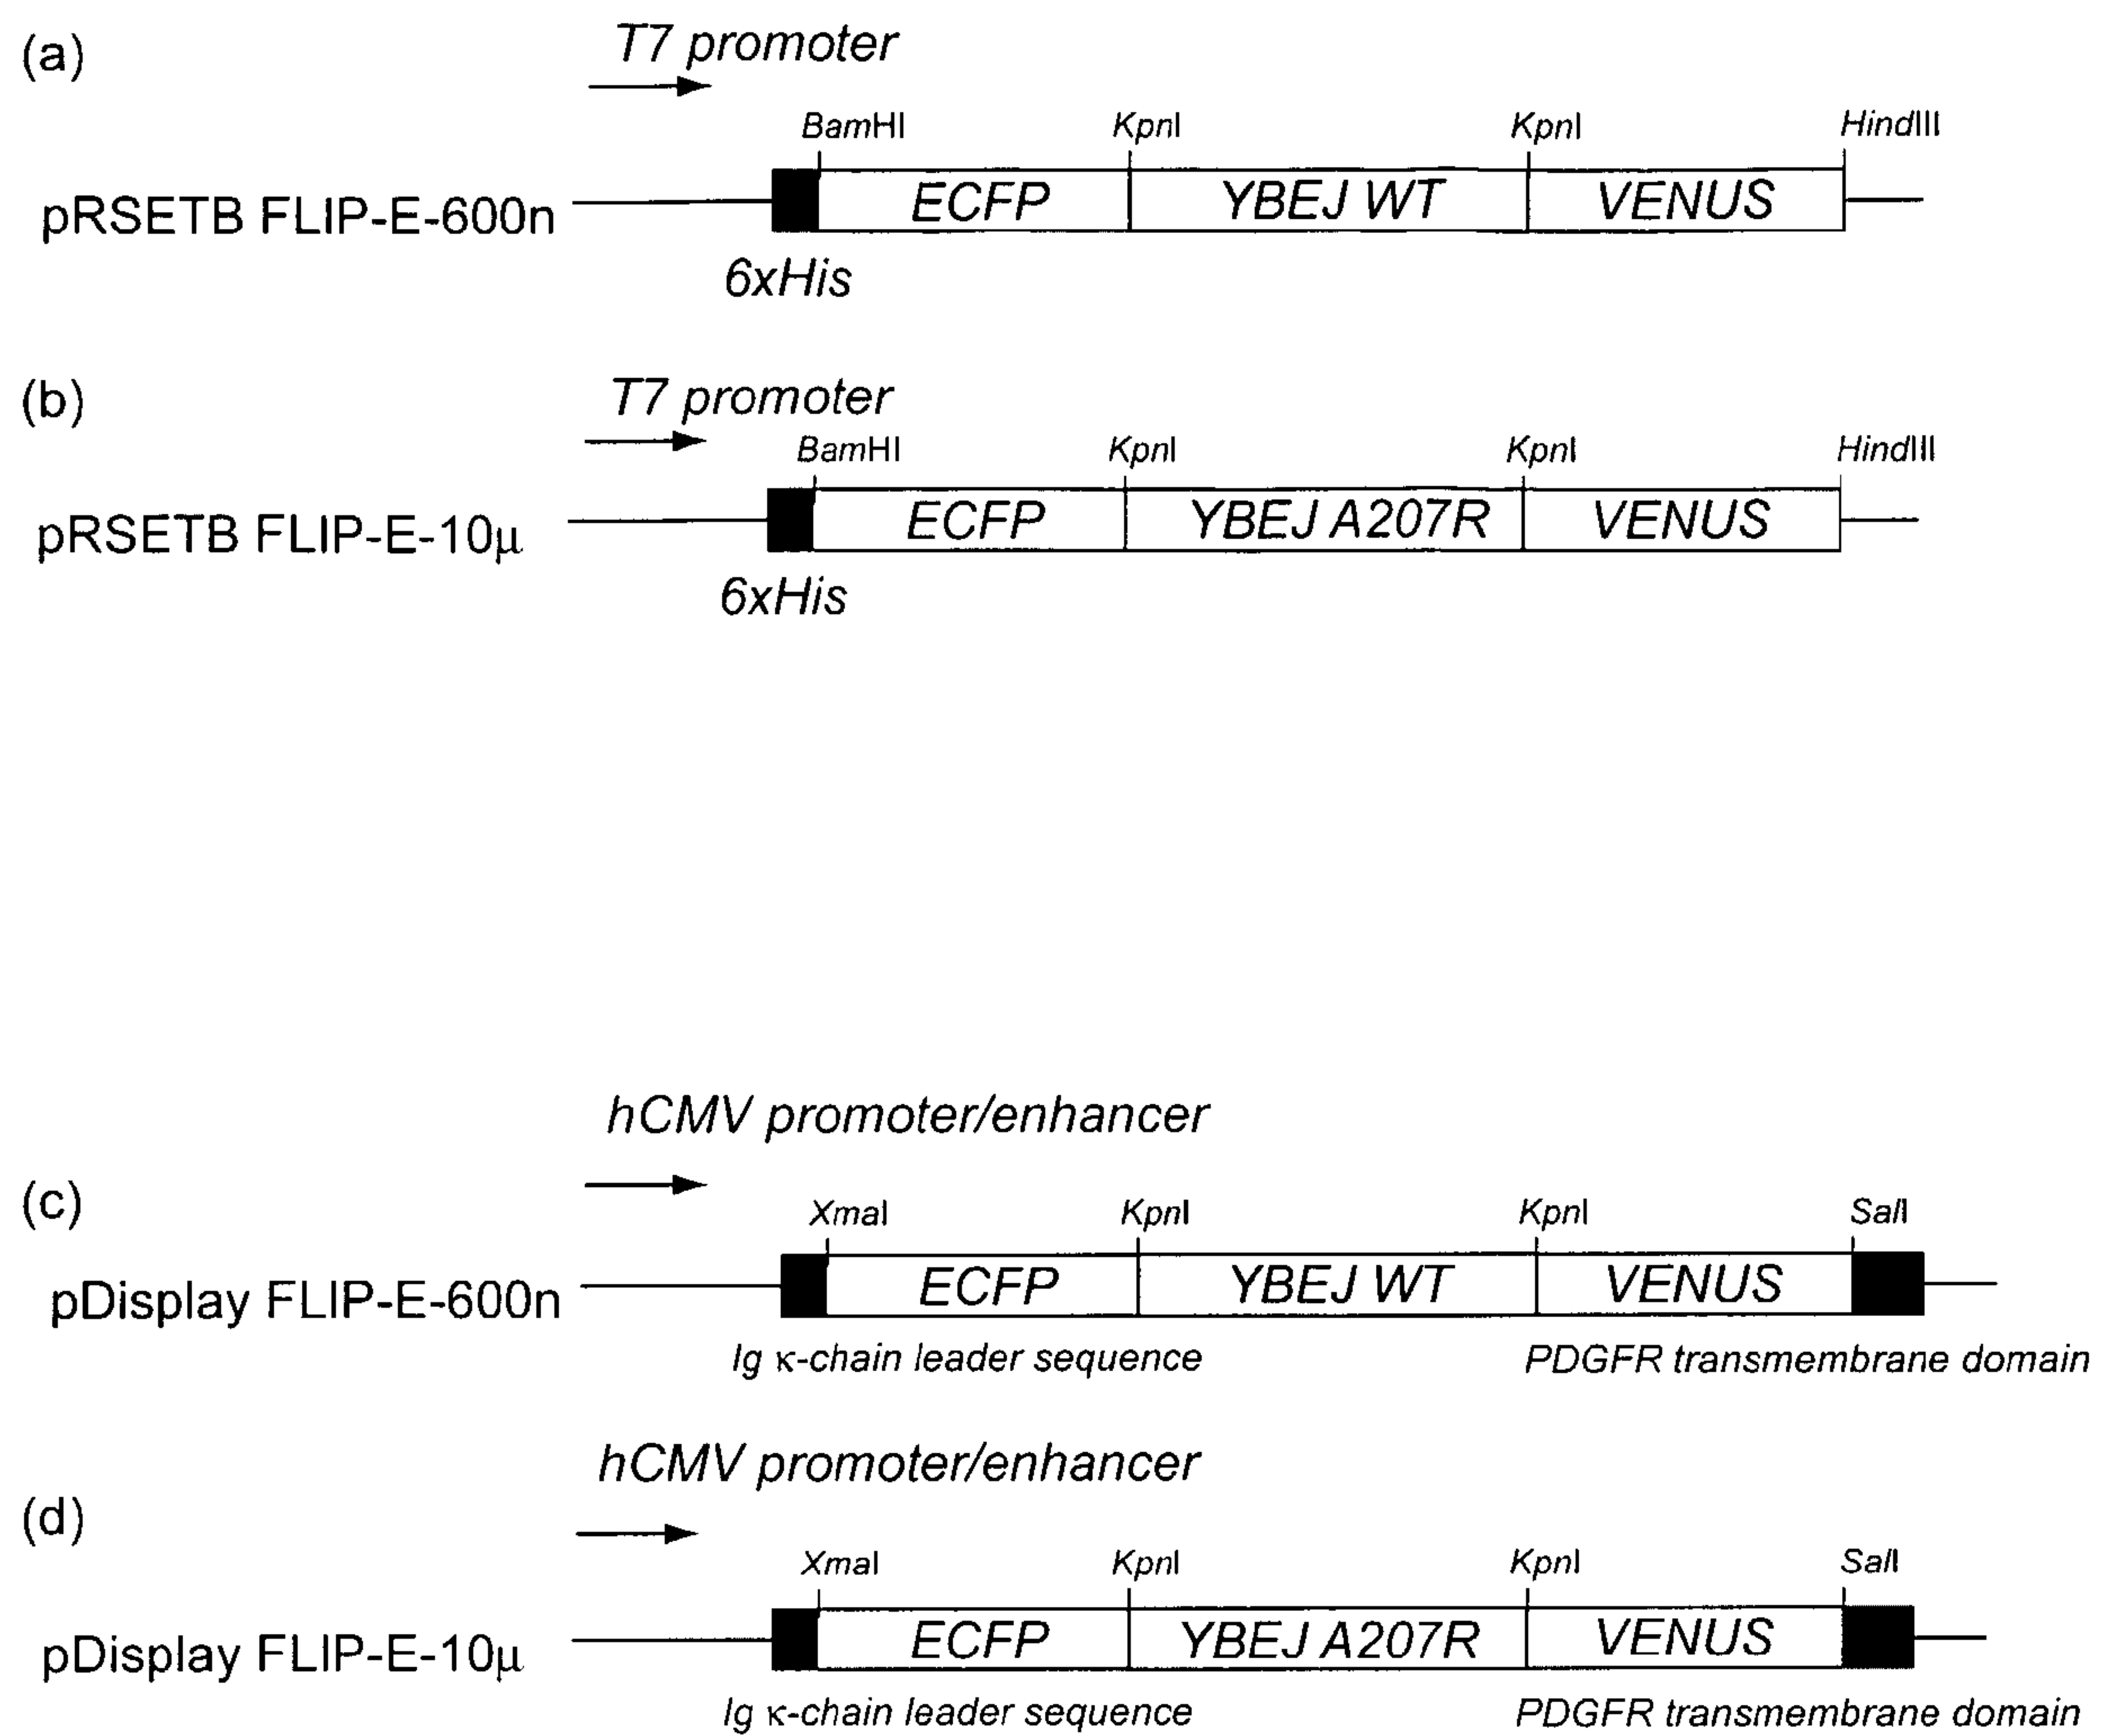 (a)
T7 promoter
BamHI KpnI KpnI HindIII
pRSETB FLIP-E-600n ECFP YBEJ WT VENUS
6xHis
(b)
T7 promoter
BamHI KpnI KpnI HindIII
pRSETB FLIP-E-10μ ECFP YBEJ A207R VENUS
6xHis
hCMV promoter/enhancer
(c)
XmaI KpnI KpnI SalI
pDisplay FLIP-E-600n ECFP YBEJ WT VENUS
Ig κ-chain leader sequence PDGFR transmembrane domain
hCMV promoter/enhancer
(d)
XmaI KpnI KpnI SalI
pDisplay FLIP-E-10μ ECFP YBEJ A207R VENUS
Ig κ-chain leader sequence PDGFR transmembrane domain